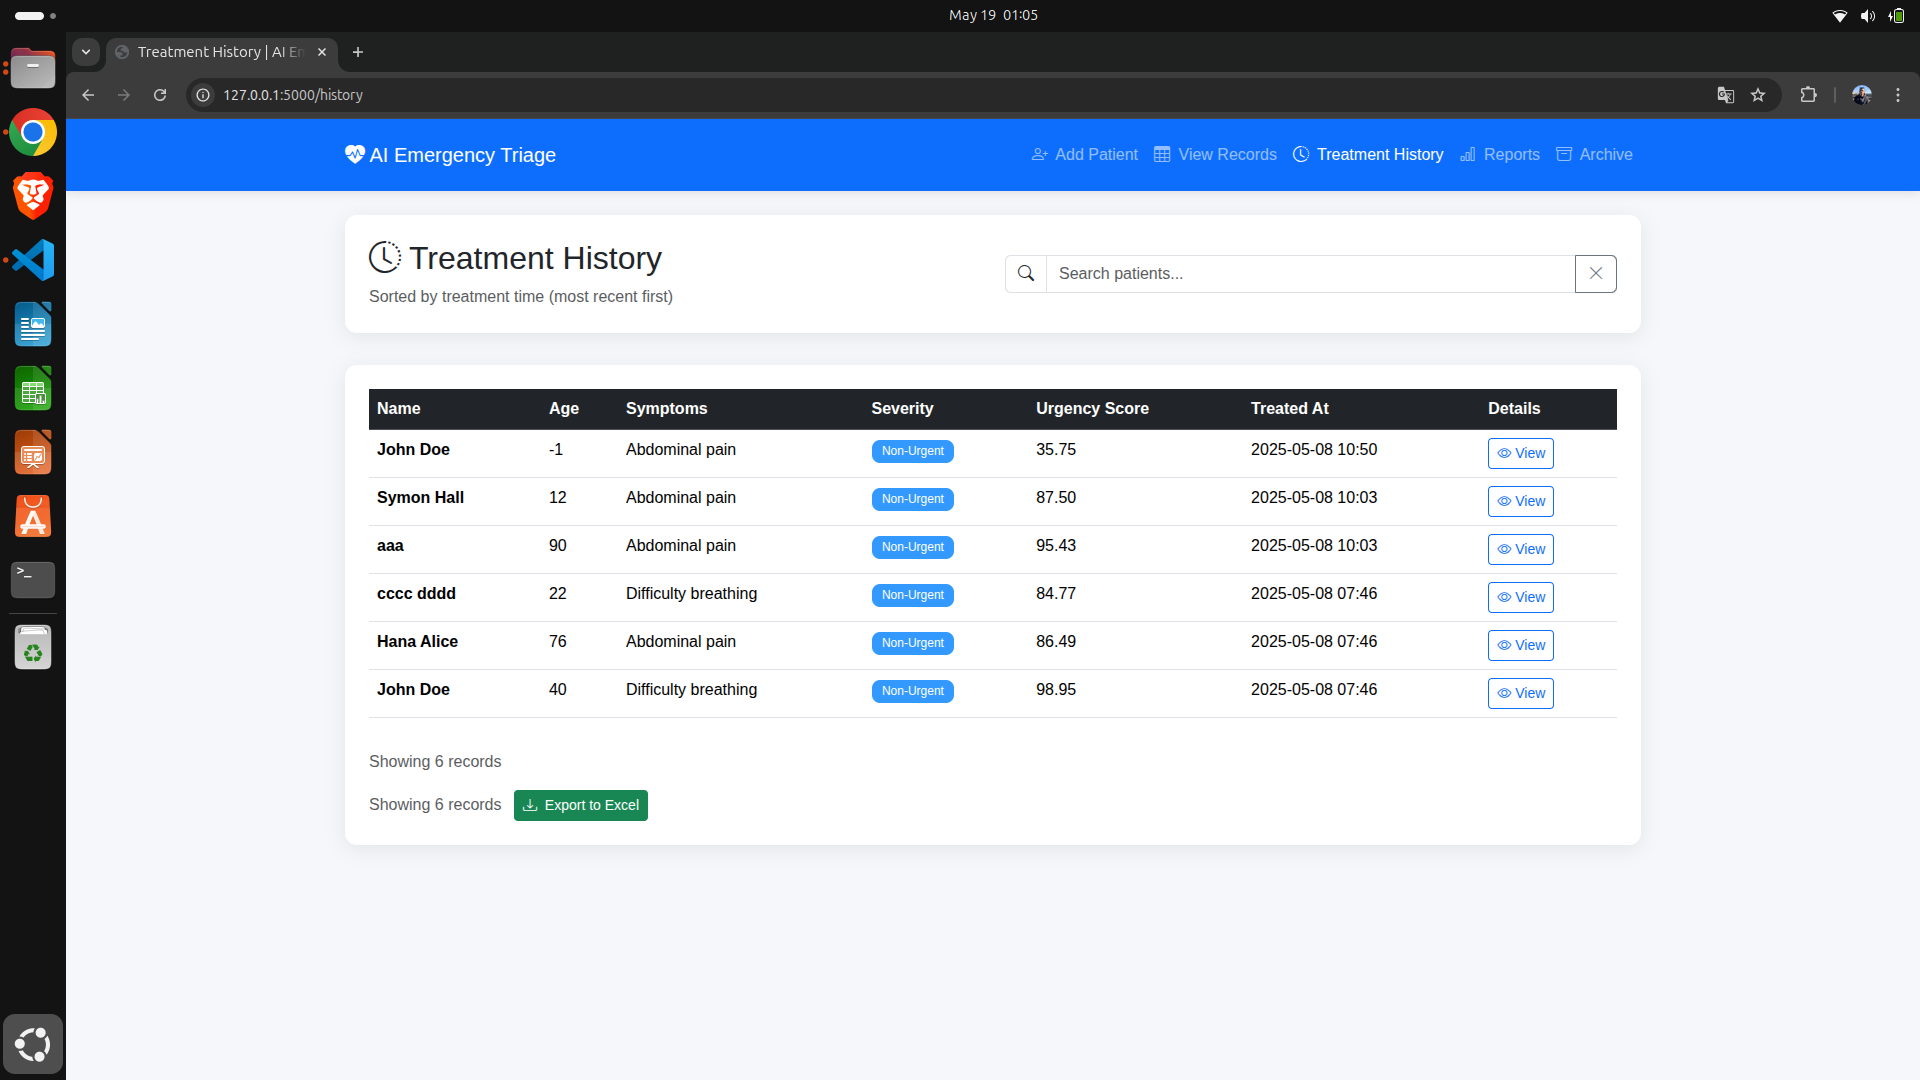 May 19 01:05
Treatment History | AI Em
127.0.0.1:5000/history
AI Emergency Triage
Add Patient View Records Treatment History Reports Archive
Treatment History
Sorted by treatment time (most recent first)
Search patients...
Name Age Symptoms Severity Urgency Score Treated At Details
John Doe -1 Abdominal pain Non-Urgent 35.75 2025-05-08 10:50 View
Symon Hall 12 Abdominal pain Non-Urgent 87.50 2025-05-08 10:03 View
aaa 90 Abdominal pain Non-Urgent 95.43 2025-05-08 10:03 View
cccc dddd 22 Difficulty breathing Non-Urgent 84.77 2025-05-08 07:46 View
Hana Alice 76 Abdominal pain Non-Urgent 86.49 2025-05-08 07:46 View
John Doe 40 Difficulty breathing Non-Urgent 98.95 2025-05-08 07:46 View
Showing 6 records
Showing 6 records Export to Excel